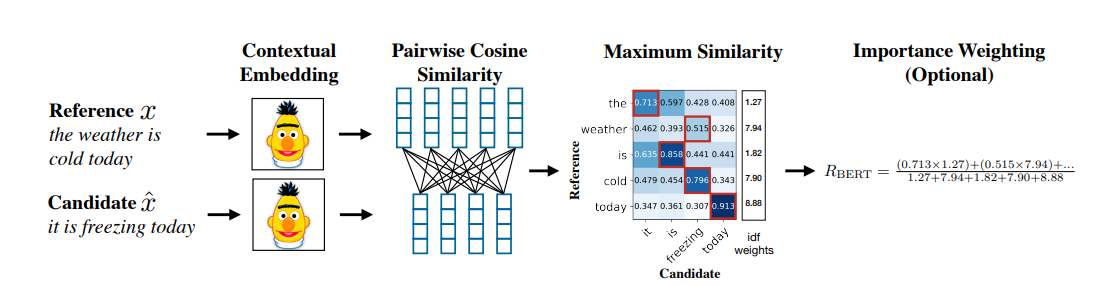 Contextual
Embedding
Pairwise Cosine
Similarity
Maximum Similarity
Importance Weighting
(Optional)
Reference x
the weather is
cold today
Candidate x̂
it is freezing today
Reference
the 0.713 0.597 0.428 0.408 1.27
weather 0.462 0.393 0.515 0.326 7.94
is 0.635 0.858 0.441 0.441 1.82
cold 0.479 0.454 0.796 0.343 7.90
today 0.347 0.361 0.307 0.913 8.88
it is freezing today
idf
weights
Candidate
R_BERT = (0.713×1.27)+(0.515×7.94)+... / 1.27+7.94+1.82+7.90+8.88